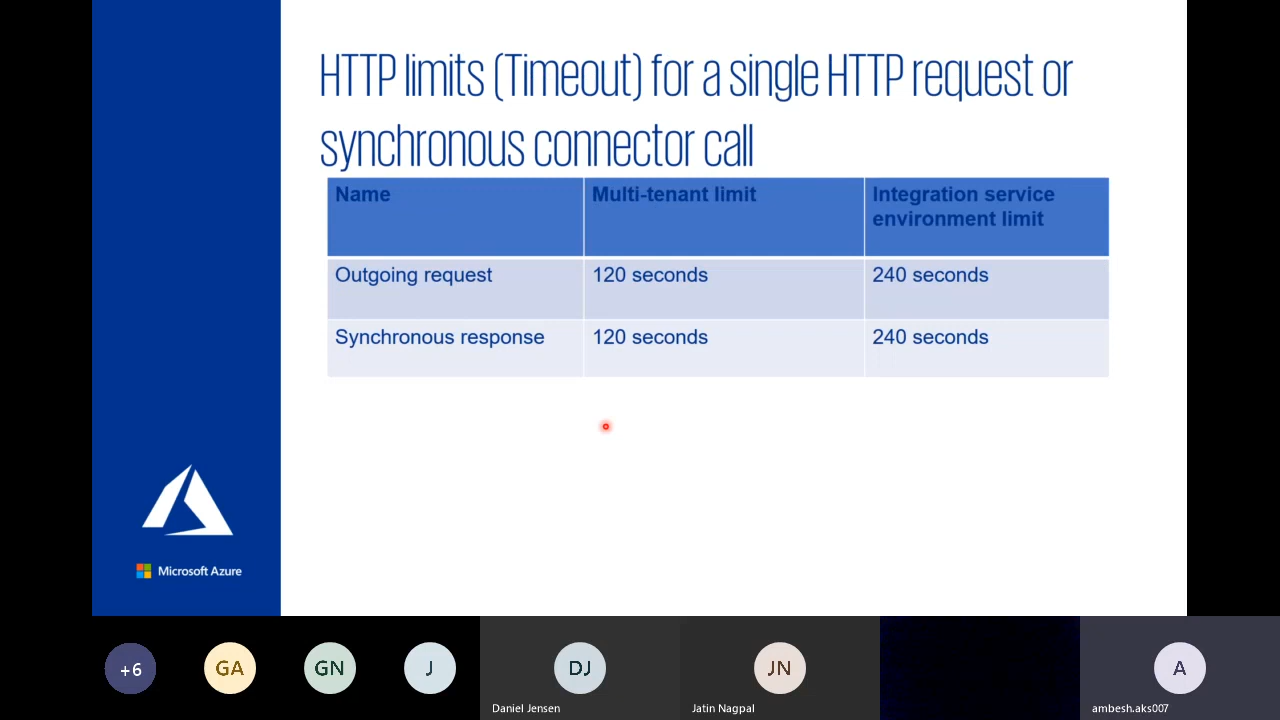 HTTP limits (Timeout) for a single HTTP request or
synchronous connector call
Name Multi-tenant limit Integration service
environment limit
Outgoing request 120 seconds 240 seconds
Synchronous response 120 seconds 240 seconds
Microsoft Azure
+6 GA GN J DJ JN A
Daniel Jensen Jatin Nagpal ambesh.aks007